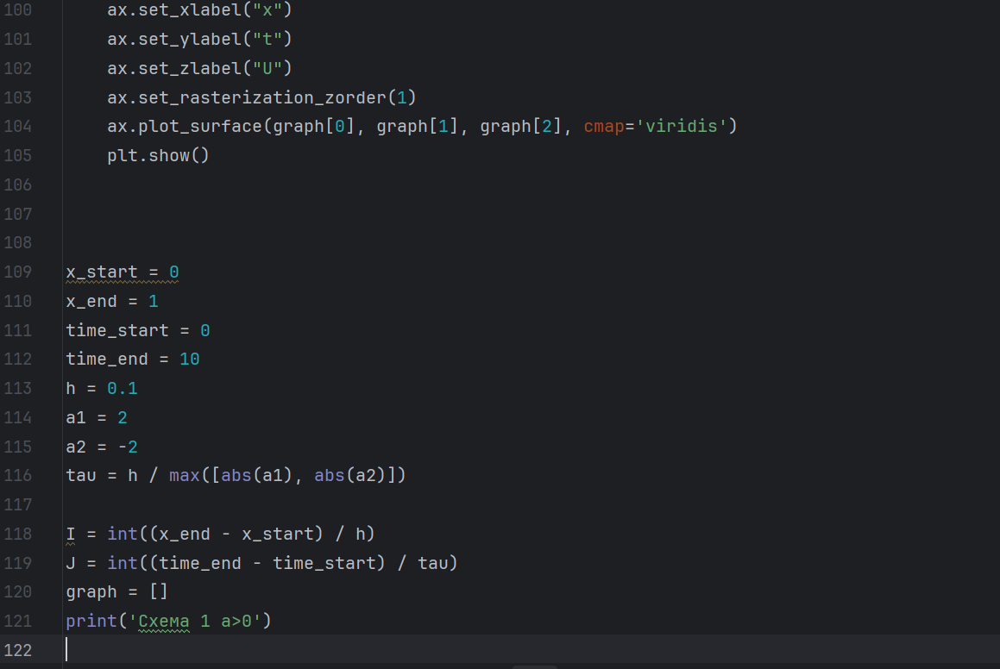 100 ax.set_xlabel("x")
101 ax.set_ylabel("t")
102 ax.set_zlabel("U")
103 ax.set_rasterization_zorder(1)
104 ax.plot_surface(graph[0], graph[1], graph[2], cmap='viridis')
105 plt.show()
106
107
108
109 x_start = 0
110 x_end = 1
111 time_start = 0
112 time_end = 10
113 h = 0.1
114 a1 = 2
115 a2 = -2
116 tau = h / max([abs(a1), abs(a2)])
117
118 I = int((x_end - x_start) / h)
119 J = int((time_end - time_start) / tau)
120 graph = []
121 print('Схема 1 a>0')
122